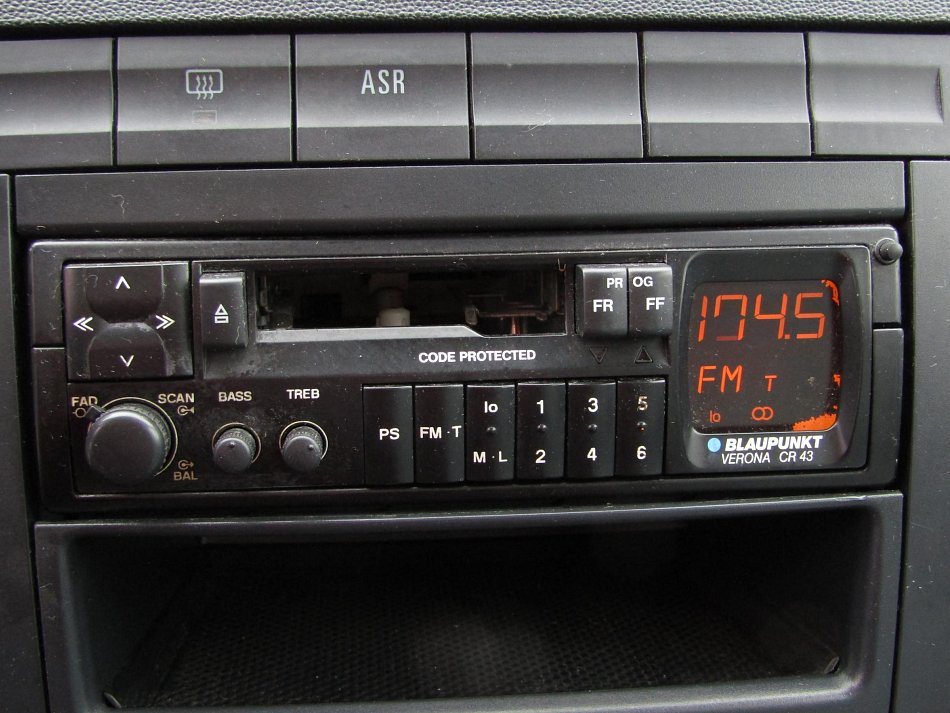 ASR
PR OG
FR FF
104.5
CODE PROTECTED
FM T
FAD SCAN BASS TREB
lo
PS FM·T lo 1 3 5
M·L 2 4 6
BAL
BLAUPUNKT
VERONA CR 43